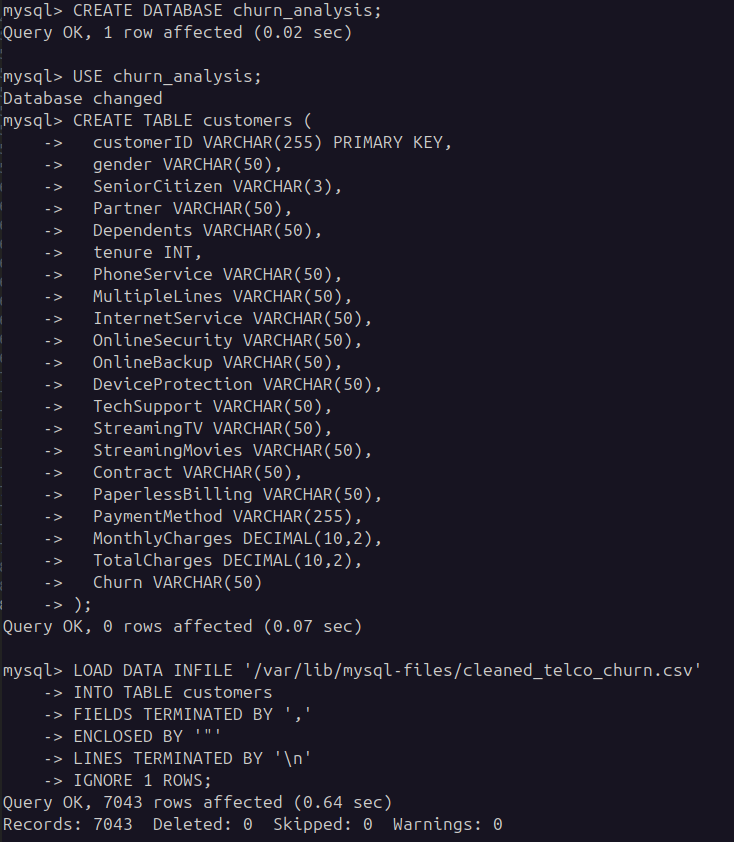 mysql> CREATE DATABASE churn_analysis;
Query OK, 1 row affected (0.02 sec)
mysql> USE churn_analysis;
Database changed
mysql> CREATE TABLE customers (
    ->   customerID VARCHAR(255) PRIMARY KEY,
    ->   gender VARCHAR(50),
    ->   SeniorCitizen VARCHAR(3),
    ->   Partner VARCHAR(50),
    ->   Dependents VARCHAR(50),
    ->   tenure INT,
    ->   PhoneService VARCHAR(50),
    ->   MultipleLines VARCHAR(50),
    ->   InternetService VARCHAR(50),
    ->   OnlineSecurity VARCHAR(50),
    ->   OnlineBackup VARCHAR(50),
    ->   DeviceProtection VARCHAR(50),
    ->   TechSupport VARCHAR(50),
    ->   StreamingTV VARCHAR(50),
    ->   StreamingMovies VARCHAR(50),
    ->   Contract VARCHAR(50),
    ->   PaperlessBilling VARCHAR(50),
    ->   PaymentMethod VARCHAR(255),
    ->   MonthlyCharges DECIMAL(10,2),
    ->   TotalCharges DECIMAL(10,2),
    ->   Churn VARCHAR(50)
    -> );
Query OK, 0 rows affected (0.07 sec)
mysql> LOAD DATA INFILE '/var/lib/mysql-files/cleaned_telco_churn.csv'
    -> INTO TABLE customers
    -> FIELDS TERMINATED BY ','
    -> ENCLOSED BY '"'
    -> LINES TERMINATED BY '\n'
    -> IGNORE 1 ROWS;
Query OK, 7043 rows affected (0.64 sec)
Records: 7043  Deleted: 0  Skipped: 0  Warnings: 0